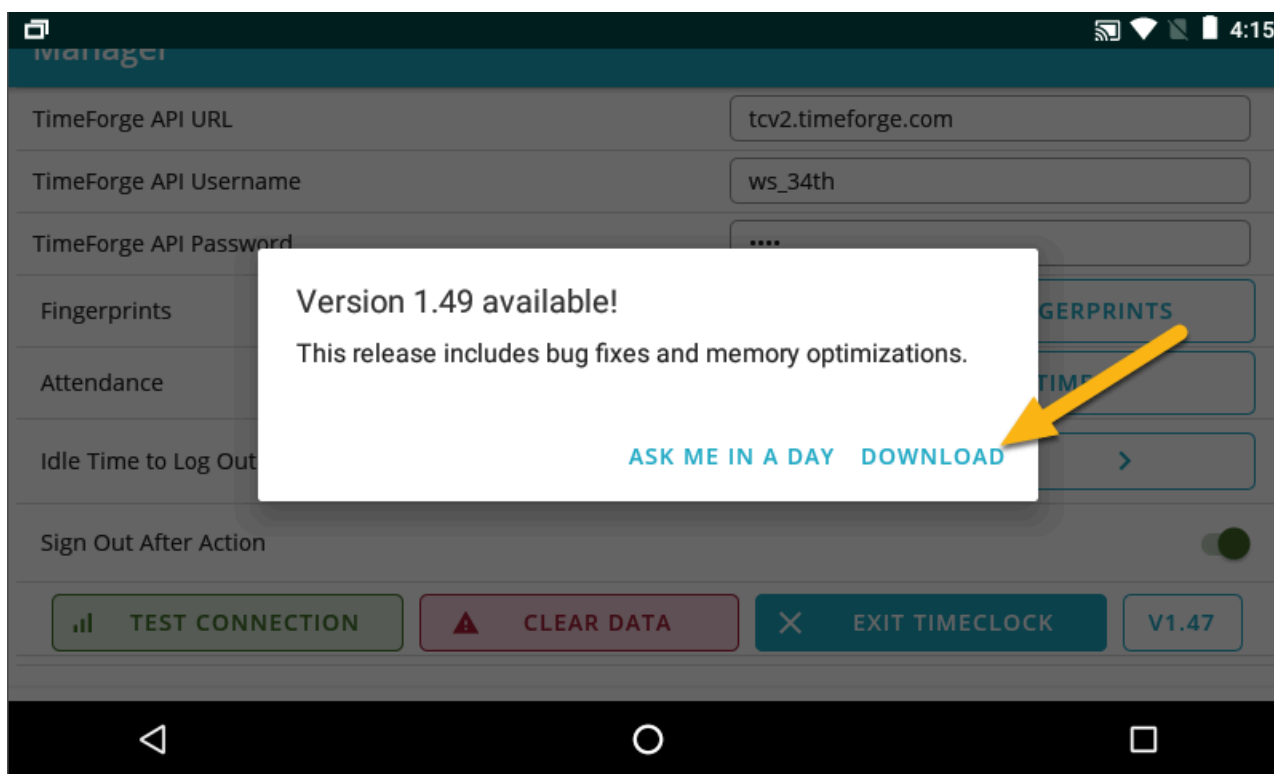 4:15
Manager
TimeForge API URL
tcv2.timeforge.com
TimeForge API Username
ws_34th
TimeForge API Password
••••
Fingerprints
GERPRINTS
Version 1.49 available!
This release includes bug fixes and memory optimizations.
Attendance
TIME
ASK ME IN A DAY DOWNLOAD
Idle Time to Log Out
Sign Out After Action
TEST CONNECTION
CLEAR DATA
EXIT TIMECLOCK
V1.47